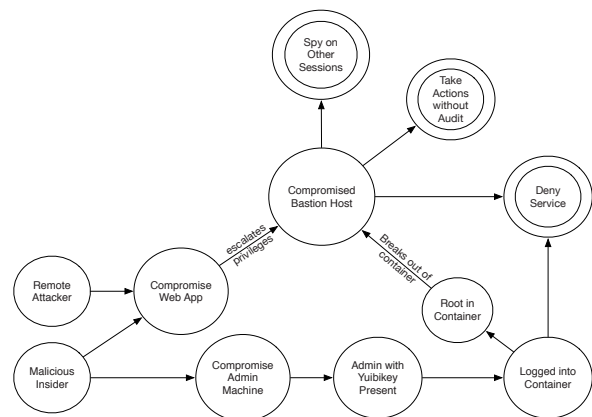 Spy on
Other
Sessions
Take
Actions
without
Audit
Compromised
Bastion Host
Deny
Service
escalates
privileges
Breaks out of
container
Remote
Attacker
Compromise
Web App
Root in
Container
Malicious
Insider
Compromise
Admin
Machine
Admin with
Yuibikey
Present
Logged into
Container